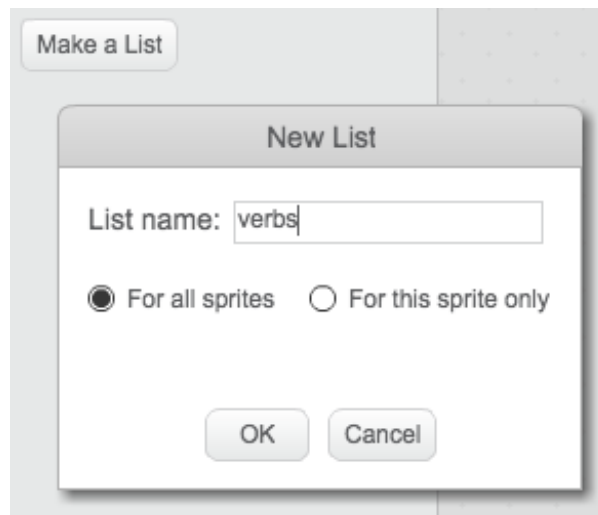 Make a List
New List
List name: verbs
For all sprites For this sprite only
OK Cancel